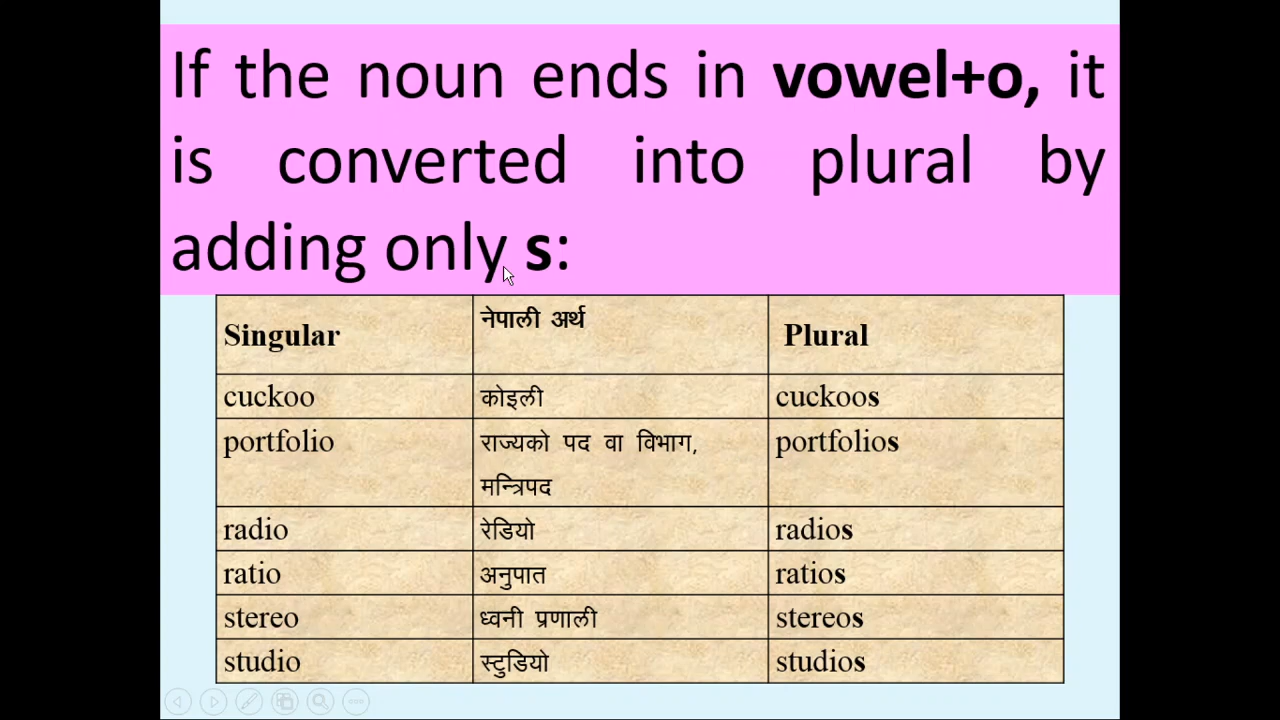 If the noun ends in vowel+o, it
is converted into plural by
adding only s:
Singular नेपाली अर्थ Plural
cuckoo कोइली cuckoos
portfolio राज्यको पद वा विभाग, portfolios
मन्त्रिपद
radio रेडियो radios
ratio अनुपात ratios
stereo ध्वनी प्रणाली stereos
studio स्टुडियो studios